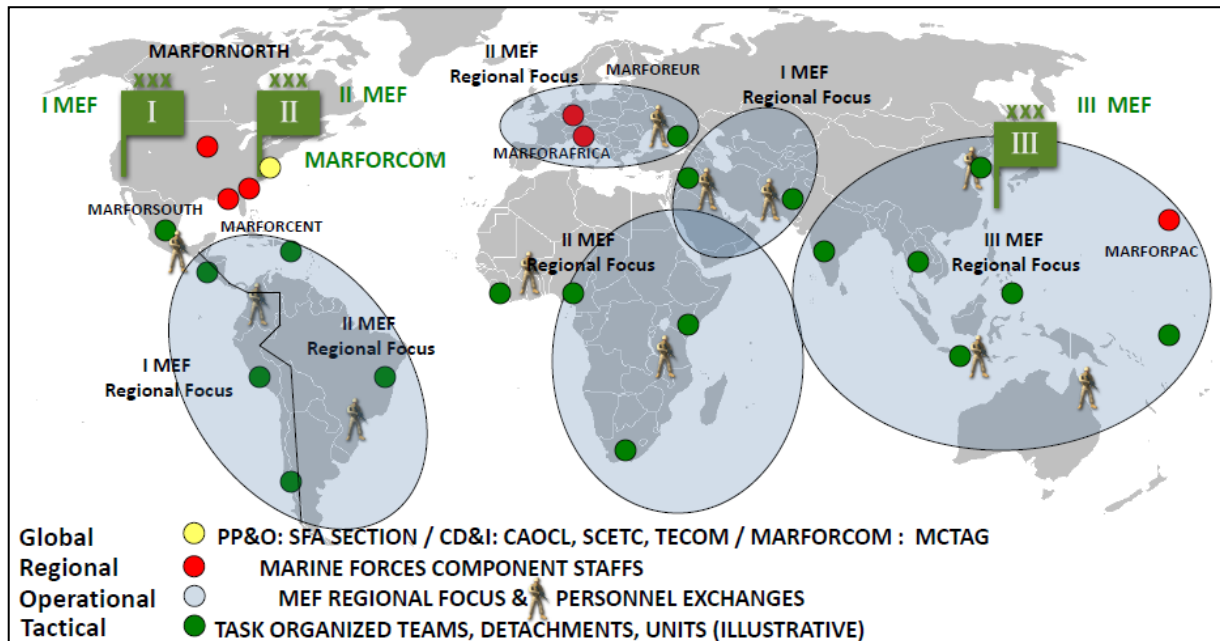 MARFORNORTH
XXX
I MEF
I
XXX
II
II MEF
MARFORCOM
II MEF
Regional Focus
MARFOREUR
MARFORAFRICA
I MEF
Regional Focus
XXX
III
III MEF
MARFORSOUTH
MARFORCENT
II MEF
Regional Focus
III MEF
Regional Focus
MARFORPAC
I MEF
Regional Focus
II MEF
Regional Focus
Global PP&O: SFA SECTION / CD&I: CAOCL, SCETC, TECOM / MARFORCOM : MCTAG
Regional MARINE FORCES COMPONENT STAFFS
Operational MEF REGIONAL FOCUS & PERSONNEL EXCHANGES
Tactical TASK ORGANIZED TEAMS, DETACHMENTS, UNITS (ILLUSTRATIVE)